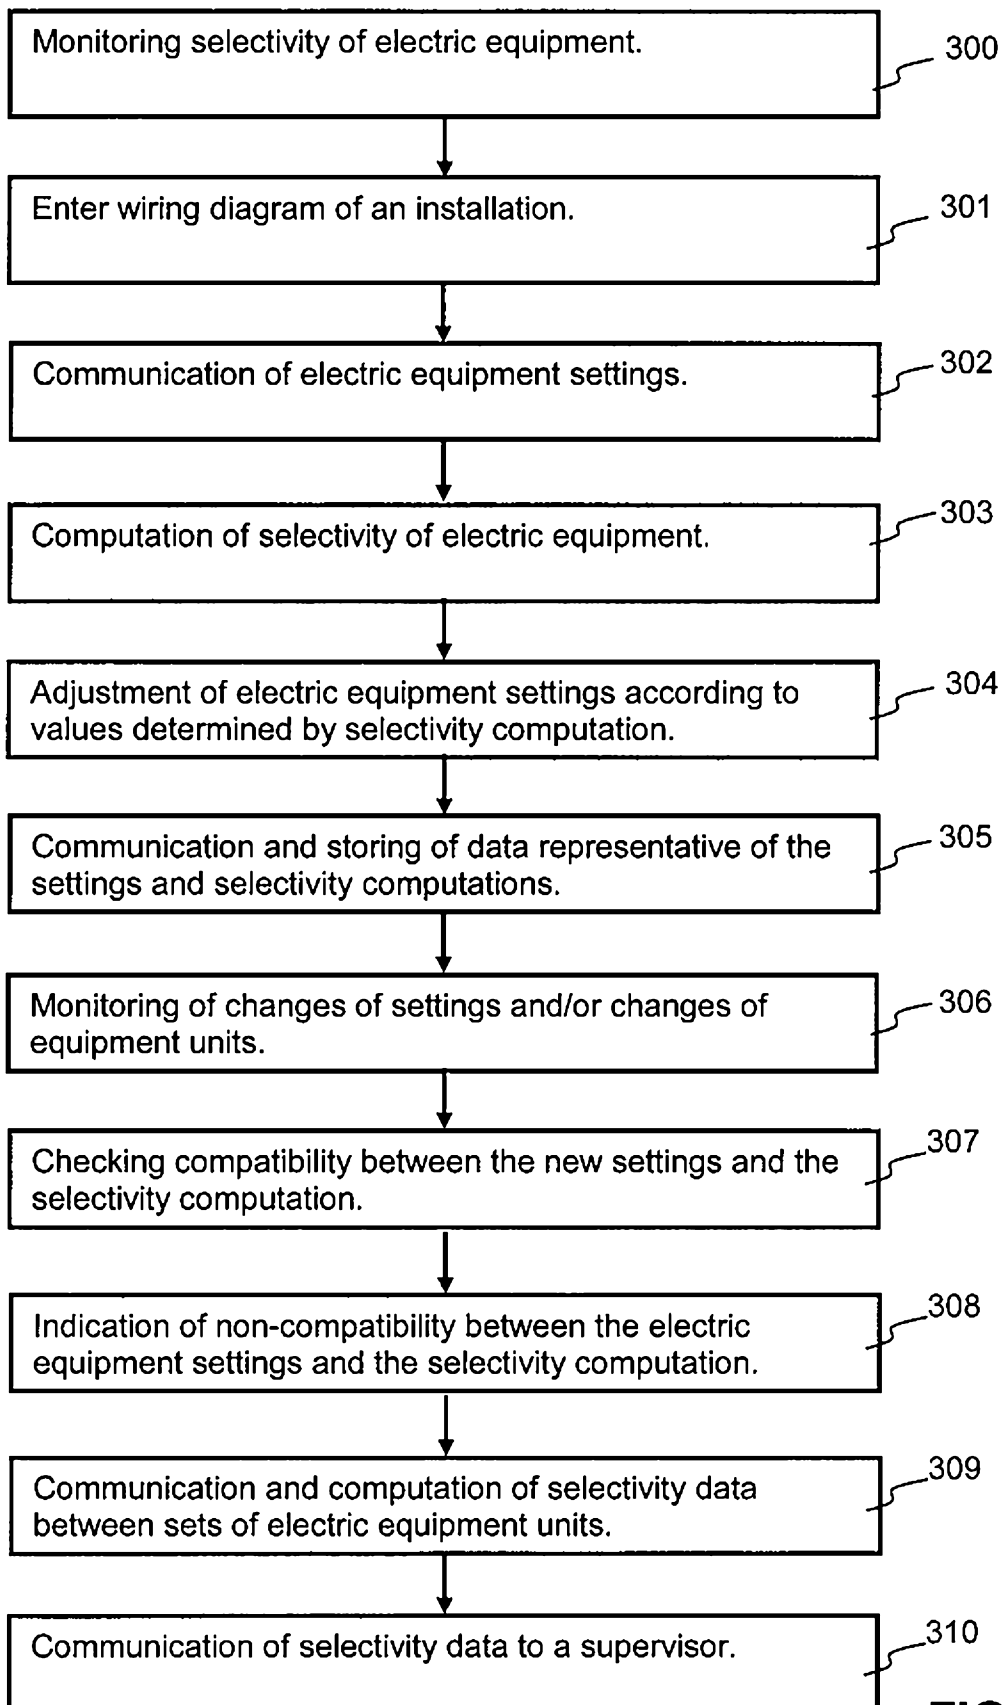 Monitoring selectivity of electric equipment.
300
Enter wiring diagram of an installation.
301
Communication of electric equipment settings.
302
Computation of selectivity of electric equipment.
303
Adjustment of electric equipment settings according to
values determined by selectivity computation.
304
Communication and storing of data representative of the
settings and selectivity computations.
305
Monitoring of changes of settings and/or changes of
equipment units.
306
Checking compatibility between the new settings and the
selectivity computation.
307
Indication of non-compatibility between the electric
equipment settings and the selectivity computation.
308
Communication and computation of selectivity data
between sets of electric equipment units.
309
Communication of selectivity data to a supervisor.
310